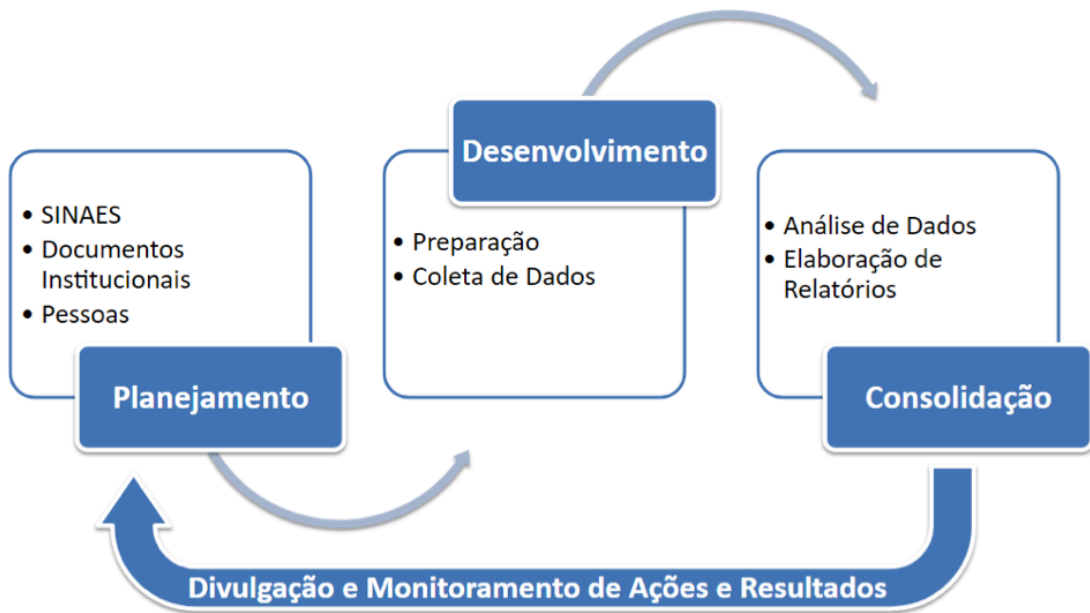 • SINAES
• Documentos
Institucionais
• Pessoas
Planejamento
Desenvolvimento
• Preparação
• Coleta de Dados
• Análise de Dados
• Elaboração de
Relatórios
Consolidação
Divulgação e Monitoramento de Ações e Resultados